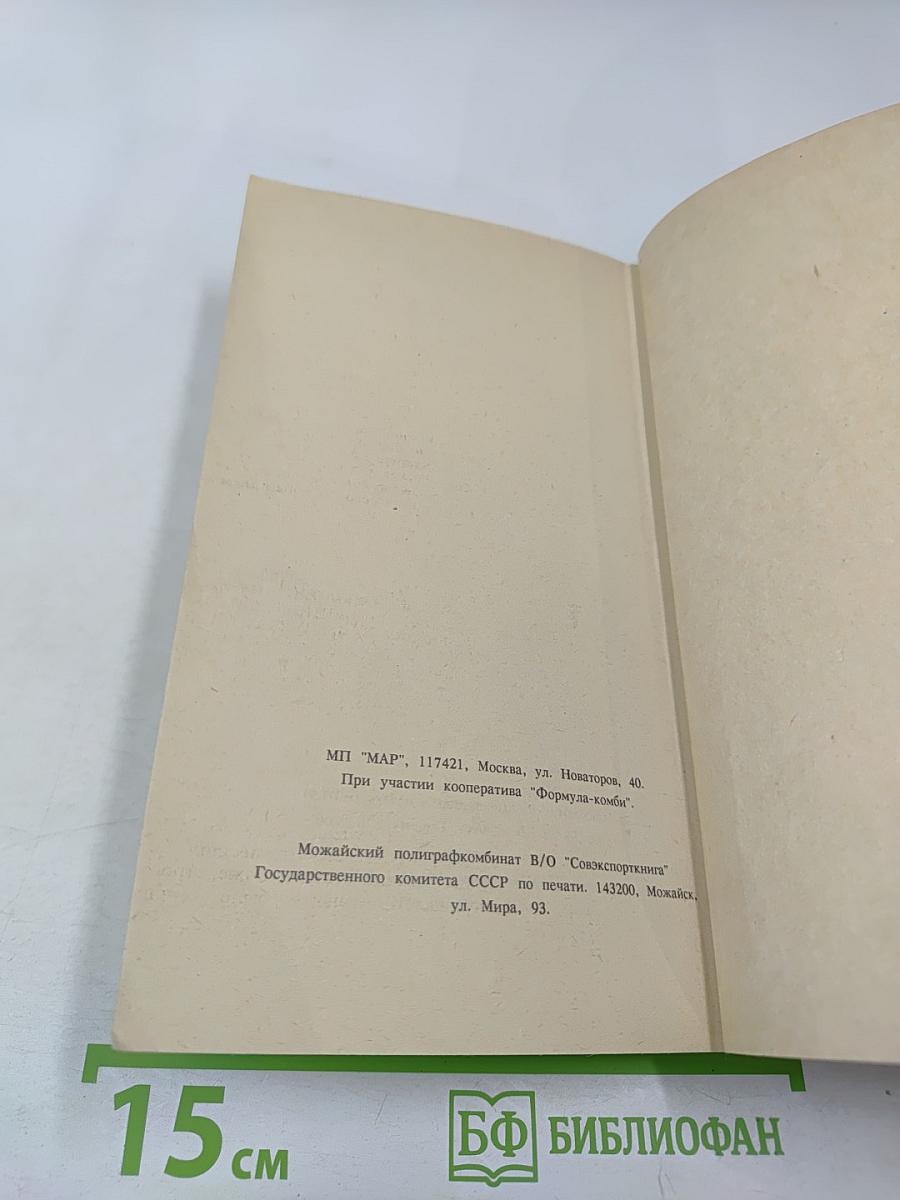 МП "МАР", 117421, Москва, ул. Новаторов, 40.
При участии кооператива "Формула-комби".
Можайский полиграфкомбинат В/О "Совэкспорткнига"
Государственного комитета СССР по печати. 143200, Можайск,
ул. Мира, 93.
15 см
БФ БИБЛИОФАН